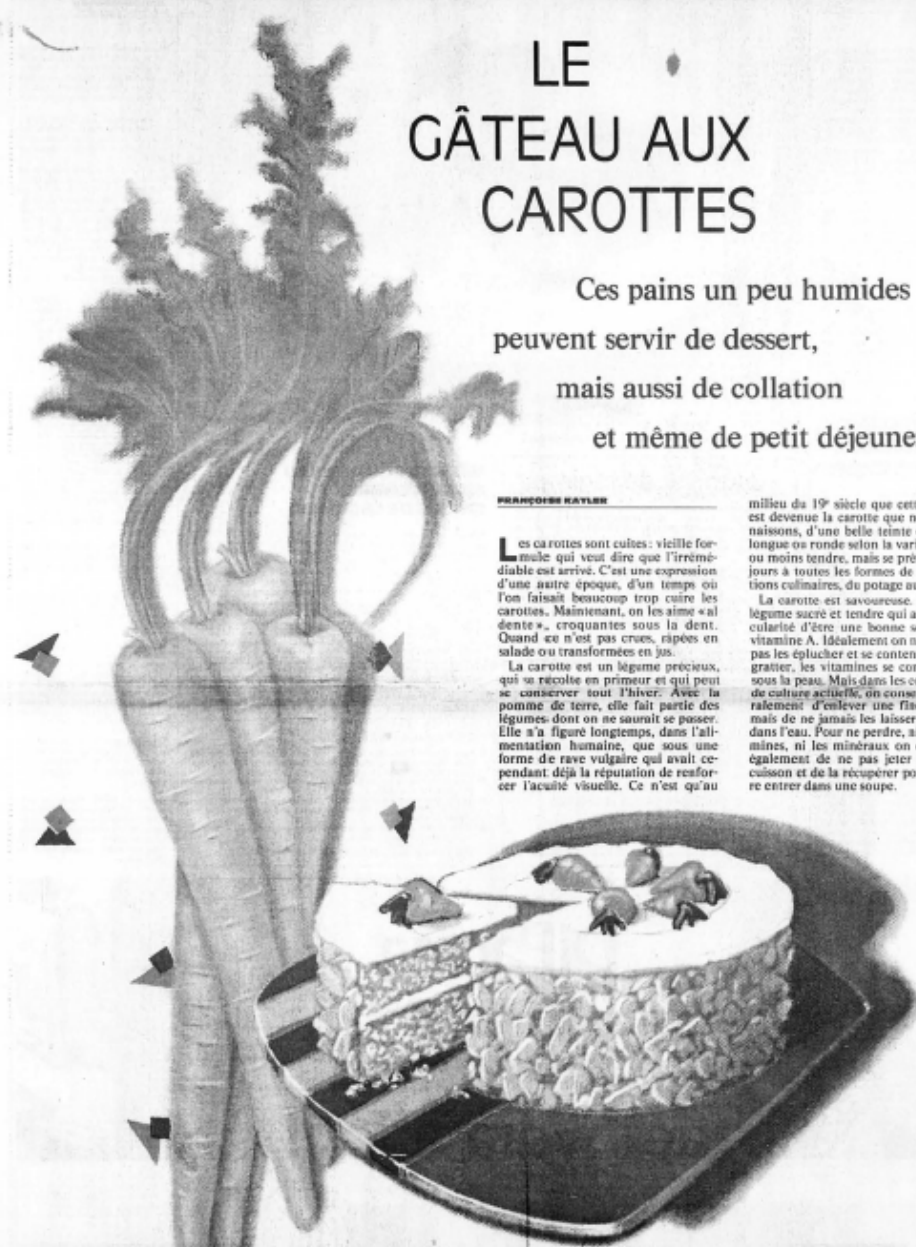 LE
GÂTEAU AUX
CAROTTES
Ces pains un peu humides
peuvent servir de dessert,
mais aussi de collation
et même de petit déjeune
FRANÇOISE KAYLER
Les carottes sont cuites : vieille for-
mule qui veut dire que l'irrémé-
diable est arrivé. C'est une expression
d'une autre époque, d'un temps où
l'on faisait beaucoup trop cuire les
carottes. Maintenant, on les aime «al
dente», croquantes sous la dent.
Quand ce n'est pas crues, râpées en
salade ou transformées en jus.
La carotte est un légume précieux,
qui se récolte en primeur et qui peut
se conserver tout l'hiver. Avec la
pomme de terre, elle fait partie des
légumes dont on ne saurait se passer.
Elle n'a figuré longtemps, dans l'ali-
mentation humaine, que sous une
forme de rave vulgaire qui avait ce-
pendant déjà la réputation de renfor-
cer l'acuité visuelle. Ce n'est qu'au
milieu du 19e siècle que cett
est devenue la carotte que n
naissons, d'une belle teinte
longue ou ronde selon la vari
ou moins tendre, mais se prê
jours à toutes les formes de
tions culinaires, du potage au
La carotte est savoureuse.
légume sucré et tendre qui a
cularité d'être une bonne s
vitamine A. Idéalement on n
pas les éplucher et se conten
gratter, les vitamines se con
sous la peau. Mais dans les co
de culture actuelle, on conse
ralement d'enlever une fin
mais de ne jamais les laisser
dans l'eau. Pour ne perdre, ni
mines, ni les minéraux on
également de ne pas jeter
cuisson et de la récupérer po
re entrer dans une soupe.